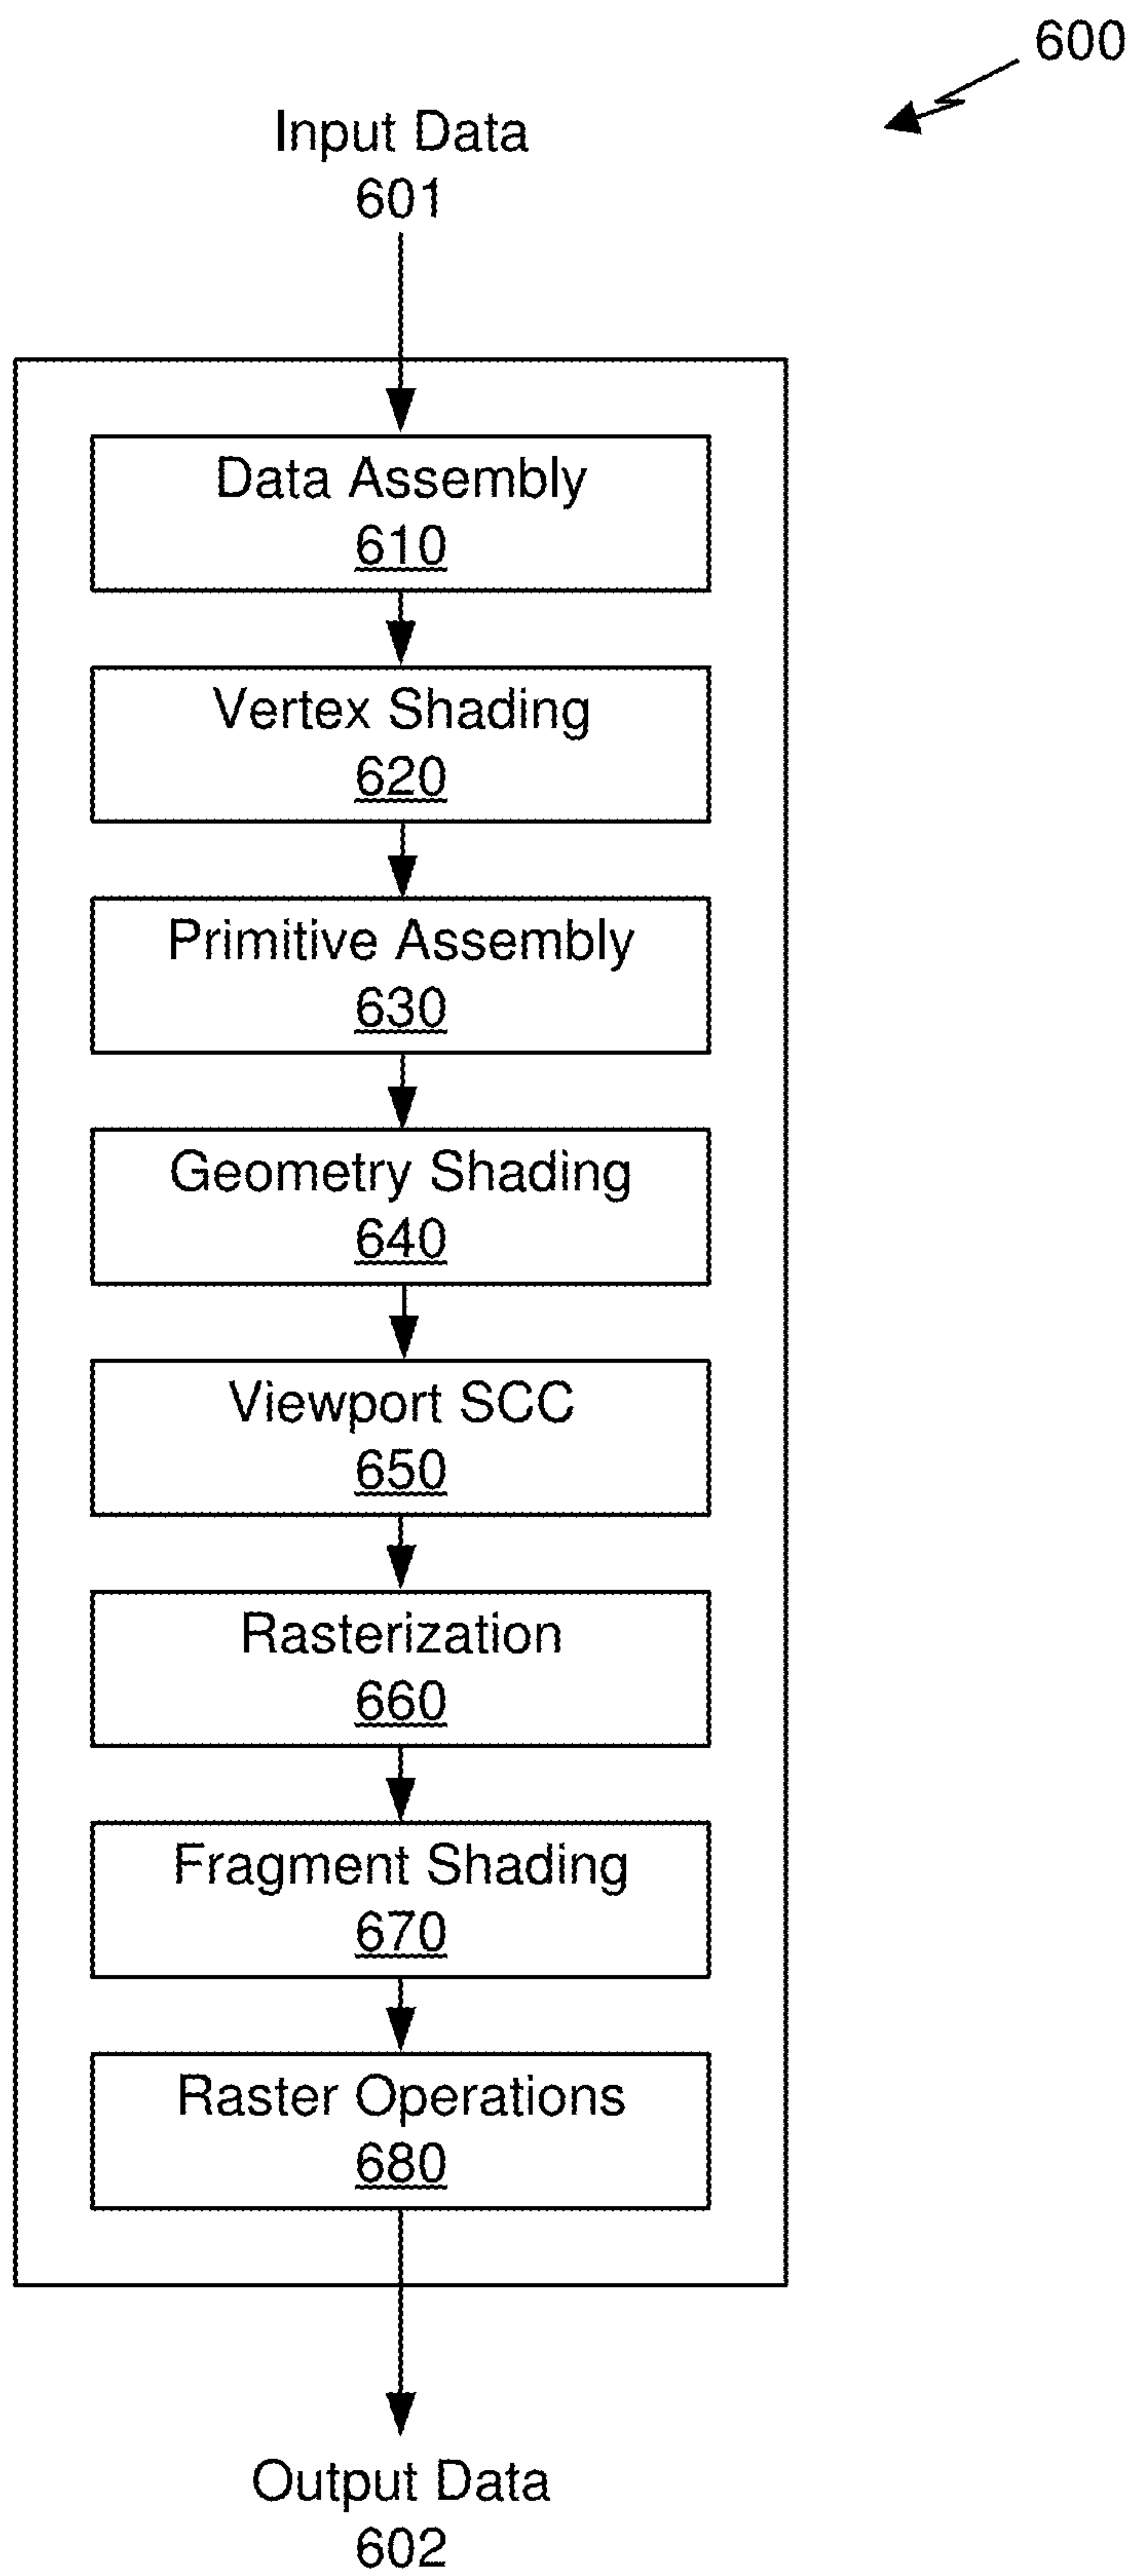 600
Input Data
601
Data Assembly
610
Vertex Shading
620
Primitive Assembly
630
Geometry Shading
640
Viewport SCC
650
Rasterization
660
Fragment Shading
670
Raster Operations
680
Output Data
602